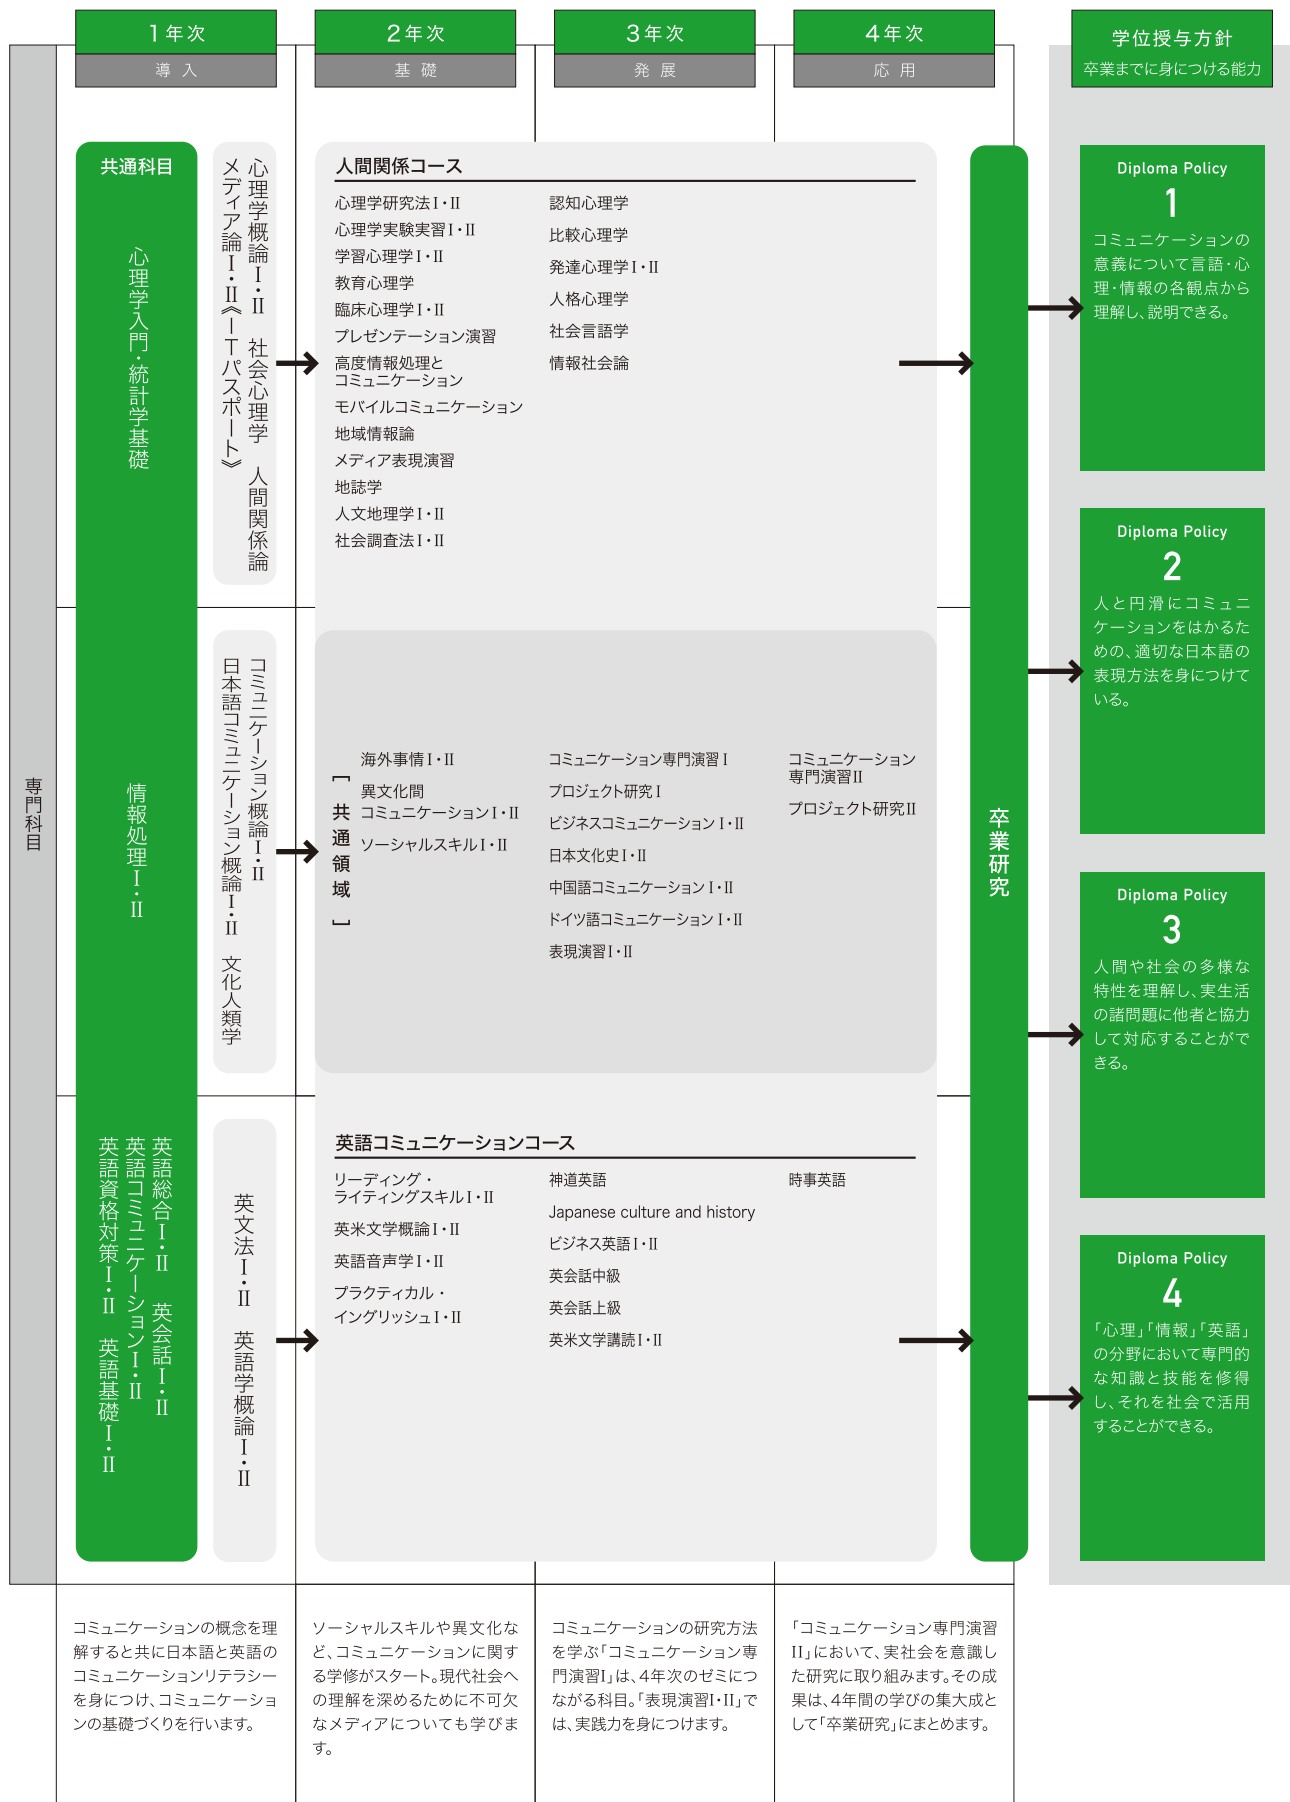 1年次
導入
2年次
基礎
3年次
発展
4年次
応用
学位授与方針
卒業までに身につける能力
専門科目
共通科目
心理学入門・統計学基礎
情報処理Ⅰ・Ⅱ
英語総合Ⅰ・Ⅱ 英会話Ⅰ・Ⅱ
英語コミュニケーションⅠ・Ⅱ
英語資格対策Ⅰ・Ⅱ 英語基礎Ⅰ・Ⅱ
心理学概論Ⅰ・Ⅱ 社会心理学 人間関係論
メディア論Ⅰ・Ⅱ《ITパスポート》
コミュニケーション概論Ⅰ・Ⅱ
日本語コミュニケーション概論Ⅰ・Ⅱ 文化人類学
英文法Ⅰ・Ⅱ 英語学概論Ⅰ・Ⅱ
人間関係コース
心理学研究法Ⅰ・Ⅱ
心理学実験実習Ⅰ・Ⅱ
学習心理学Ⅰ・Ⅱ
教育心理学
臨床心理学Ⅰ・Ⅱ
プレゼンテーション演習
高度情報処理と
コミュニケーション
モバイルコミュニケーション
地域情報論
メディア表現演習
地誌学
人文地理学Ⅰ・Ⅱ
社会調査法Ⅰ・Ⅱ
認知心理学
比較心理学
発達心理学Ⅰ・Ⅱ
人格心理学
社会言語学
情報社会論
[共通領域]
海外事情Ⅰ・Ⅱ
異文化間
コミュニケーションⅠ・Ⅱ
ソーシャルスキルⅠ・Ⅱ
コミュニケーション専門演習Ⅰ
プロジェクト研究Ⅰ
ビジネスコミュニケーションⅠ・Ⅱ
日本文化史Ⅰ・Ⅱ
中国語コミュニケーションⅠ・Ⅱ
ドイツ語コミュニケーションⅠ・Ⅱ
表現演習Ⅰ・Ⅱ
コミュニケーション
専門演習Ⅱ
プロジェクト研究Ⅱ
英語コミュニケーションコース
リーディング・
ライティングスキルⅠ・Ⅱ
英米文学概論Ⅰ・Ⅱ
英語音声学Ⅰ・Ⅱ
プラクティカル・
イングリッシュⅠ・Ⅱ
神道英語
Japanese culture and history
ビジネス英語Ⅰ・Ⅱ
英会話中級
英会話上級
英米文学講読Ⅰ・Ⅱ
時事英語
卒業研究
Diploma Policy
1
コミュニケーションの
意義について言語・心
理・情報の各観点から
理解し、説明できる。
Diploma Policy
2
人と円滑にコミュニ
ケーションをはかるた
めの、適切な日本語の
表現方法を身につけて
いる。
Diploma Policy
3
人間や社会の多様な
特性を理解し、実生活
の諸問題に他者と協力
して対応することがで
きる。
Diploma Policy
4
「心理」「情報」「英語」
の分野において専門的
な知識と技能を修得
し、それを社会で活用
することができる。
コミュニケーションの概念を理
解すると共に日本語と英語の
コミュニケーションリテラシー
を身につけ、コミュニケーショ
ンの基礎づくりを行います。
ソーシャルスキルや異文化な
ど、コミュニケーションに関す
る学修がスタート。現代社会へ
の理解を深めるために不可欠
なメディアについても学びま
す。
コミュニケーションの研究方法
を学ぶ「コミュニケーション専
門演習Ⅰ」は、4年次のゼミにつ
ながる科目。「表現演習Ⅰ・Ⅱ」で
は、実践力を身につけます。
「コミュニケーション専門演習
Ⅱ」において、実社会を意識し
た研究に取り組みます。その成
果は、4年間の学びの集大成と
して「卒業研究」にまとめます。